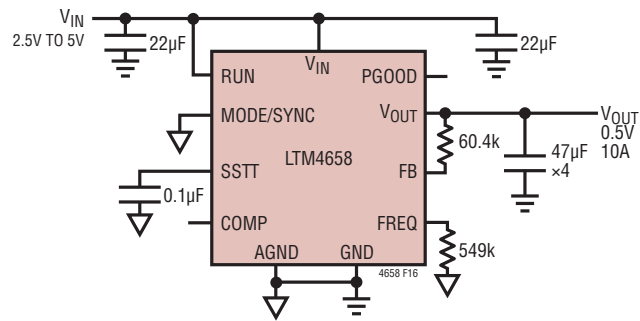 VIN
2.5V TO 5V
22µF
22µF
RUN
VIN
PGOOD
MODE/SYNC
VOUT
VOUT
0.5V
10A
60.4k
47µF
×4
LTM4658
SSTT
FB
0.1µF
COMP
FREQ
549k
AGND
GND
4658 F16